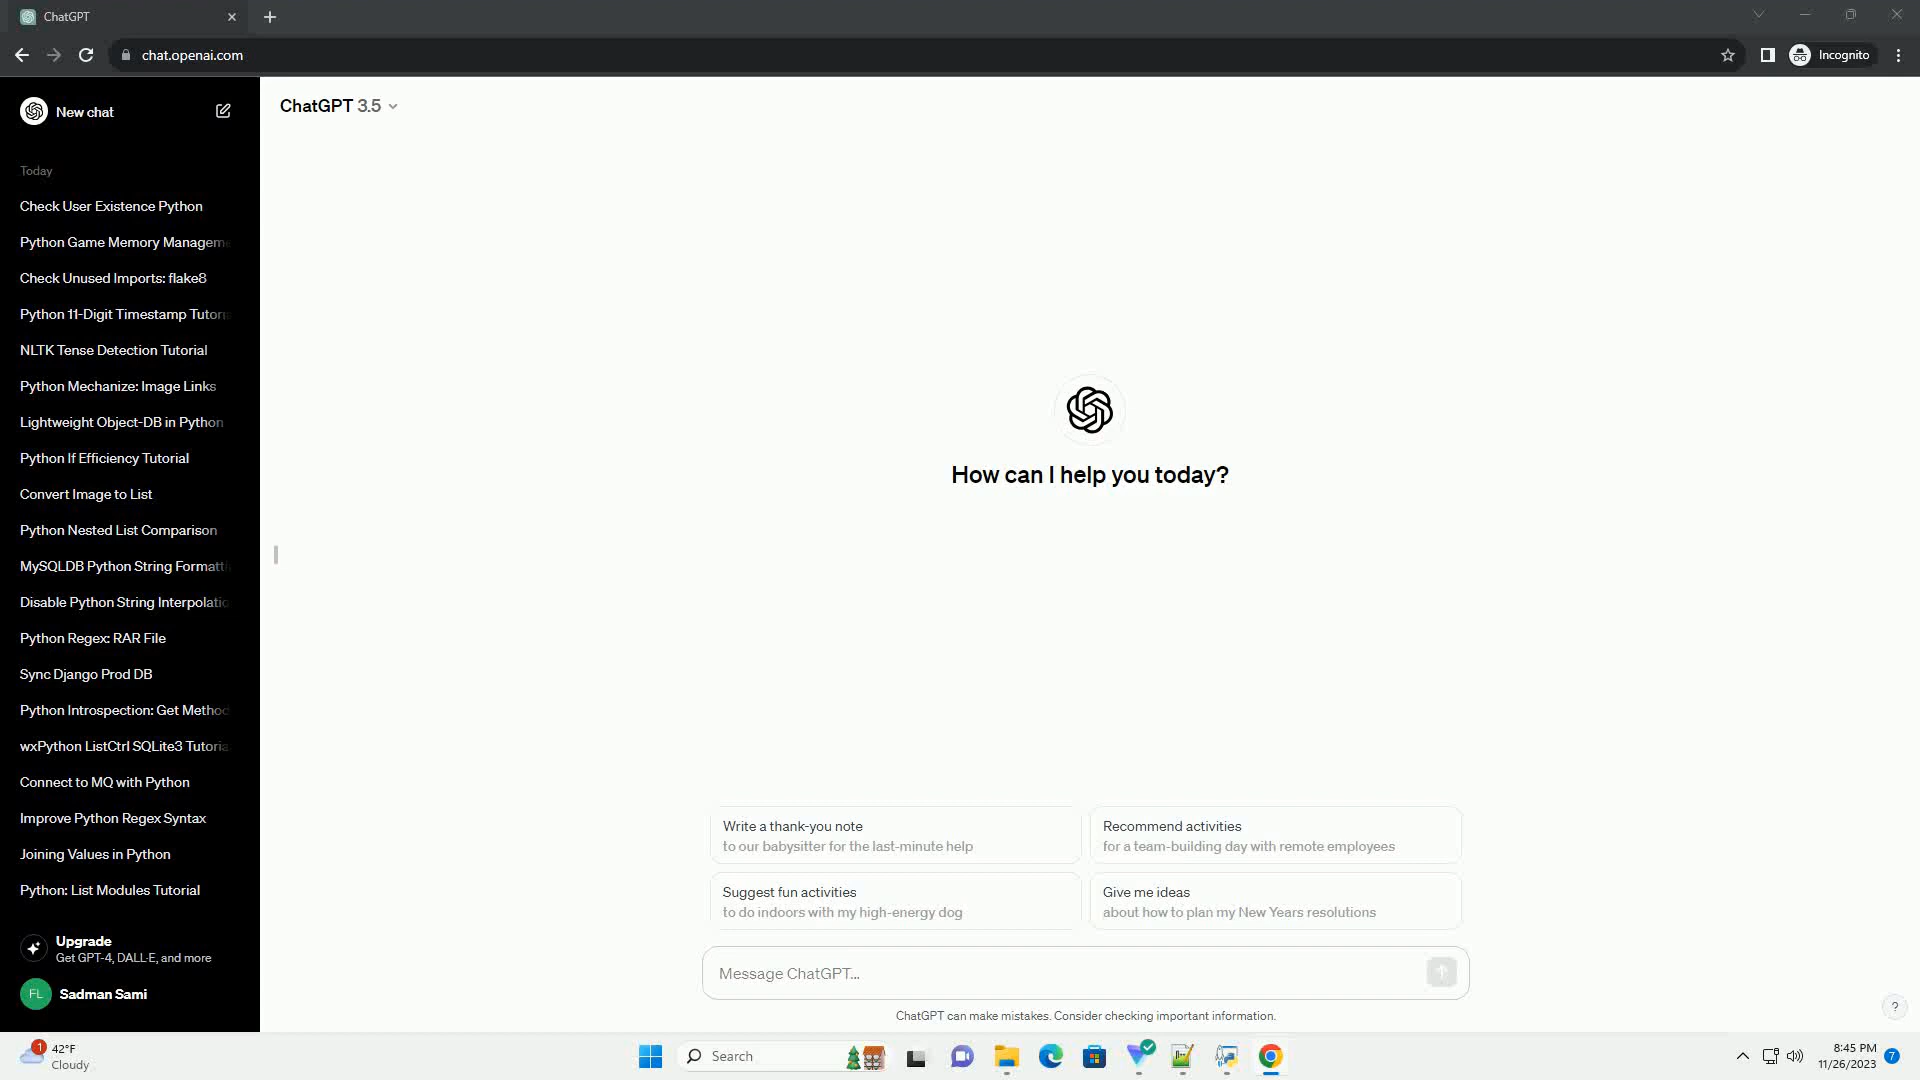 ChatGPT
chat.openai.com
Incognito
New chat
ChatGPT 3.5
Today
Check User Existence Python
Python Game Memory Manageme
Check Unused Imports: flake8
Python 11-Digit Timestamp Tutori
NLTK Tense Detection Tutorial
Python Mechanize: Image Links
Lightweight Object-DB in Python
Python If Efficiency Tutorial
Convert Image to List
Python Nested List Comparison
MySQLDB Python String Formatti
Disable Python String Interpolatio
Python Regex: RAR File
Sync Django Prod DB
Python Introspection: Get Method
wxPython ListCtrl SQLite3 Tutoria
Connect to MQ with Python
Improve Python Regex Syntax
Joining Values in Python
Python: List Modules Tutorial
Upgrade
Get GPT-4, DALL·E, and more
FL
Sadman Sami
How can I help you today?
Write a thank-you note
to our babysitter for the last-minute help
Recommend activities
for a team-building day with remote employees
Suggest fun activities
to do indoors with my high-energy dog
Give me ideas
about how to plan my New Years resolutions
Message ChatGPT...
ChatGPT can make mistakes. Consider checking important information.
?
1
42°F
Cloudy
Search
8:45 PM
11/26/2023
7